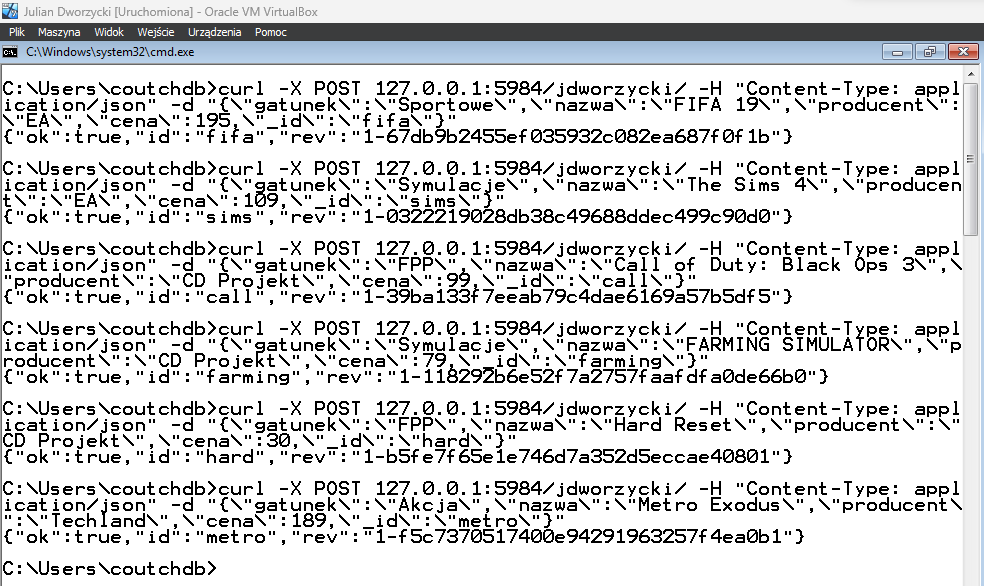 Julian Dworzycki [Uruchomiona] - Oracle VM VirtualBox
Plik Maszyna Widok Wejście Urządzenia Pomoc
C:\Windows\system32\cmd.exe
C:\Users\coutchdb>curl -X POST 127.0.0.1:5984/jdworzycki/ -H "Content-Type: appl
ication/json" -d "{\"gatunek\":\"Sportowe\",\"nazwa\":\"FIFA 19\",\"producent\":
\"EA\",\"cena\":195,\"_id\":\"fifa\"}"
{"ok":true,"id":"fifa","rev":"1-67db9b2455ef035932c082ea687f0f1b"}
C:\Users\coutchdb>curl -X POST 127.0.0.1:5984/jdworzycki/ -H "Content-Type: appl
ication/json" -d "{\"gatunek\":\"Symulacje\",\"nazwa\":\"The Sims 4\",\"producen
t\":\"EA\",\"cena\":109,\"_id\":\"sims\"}"
{"ok":true,"id":"sims","rev":"1-0322219028db38c49688ddec499c90d0"}
C:\Users\coutchdb>curl -X POST 127.0.0.1:5984/jdworzycki/ -H "Content-Type: appl
ication/json" -d "{\"gatunek\":\"FPP\",\"nazwa\":\"Call of Duty: Black Ops 3\",\
"producent\":\"CD Projekt\",\"cena\":99,\"_id\":\"call\"}"
{"ok":true,"id":"call","rev":"1-39ba133f7eeab79c4dae6169a57b5df5"}
C:\Users\coutchdb>curl -X POST 127.0.0.1:5984/jdworzycki/ -H "Content-Type: appl
ication/json" -d "{\"gatunek\":\"Symulacje\",\"nazwa\":\"FARMING SIMULATOR\",\"p
roducent\":\"CD Projekt\",\"cena\":79,\"_id\":\"farming\"}"
{"ok":true,"id":"farming","rev":"1-118292b6e52f7a2757faafdfa0de66b0"}
C:\Users\coutchdb>curl -X POST 127.0.0.1:5984/jdworzycki/ -H "Content-Type: appl
ication/json" -d "{\"gatunek\":\"FPP\",\"nazwa\":\"Hard Reset\",\"producent\":\"
CD Projekt\",\"cena\":30,\"_id\":\"hard\"}"
{"ok":true,"id":"hard","rev":"1-b5fe7f65e1e746d7a352d5eccae40801"}
C:\Users\coutchdb>curl -X POST 127.0.0.1:5984/jdworzycki/ -H "Content-Type: appl
ication/json" -d "{\"gatunek\":\"Akcja\",\"nazwa\":\"Metro Exodus\",\"producent\
":\"Techland\",\"cena\":189,\"_id\":\"metro\"}"
{"ok":true,"id":"metro","rev":"1-f5c7370517400e94291963257f4ea0b1"}
C:\Users\coutchdb>